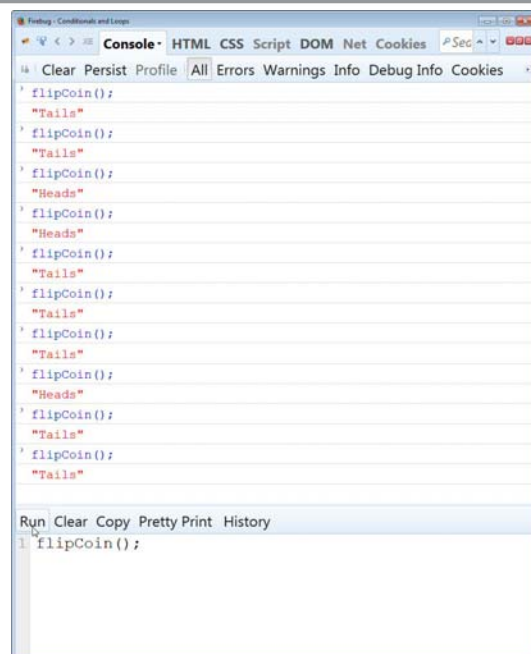 Firebug - Conditionals and Loops
Console HTML CSS Script DOM Net Cookies
Clear Persist Profile All Errors Warnings Info Debug Info Cookies
flipCoin();
"Tails"
flipCoin();
"Tails"
flipCoin();
"Heads"
flipCoin();
"Heads"
flipCoin();
"Tails"
flipCoin();
"Tails"
flipCoin();
"Tails"
flipCoin();
"Heads"
flipCoin();
"Tails"
flipCoin();
"Tails"
Run Clear Copy Pretty Print History
1 flipCoin();